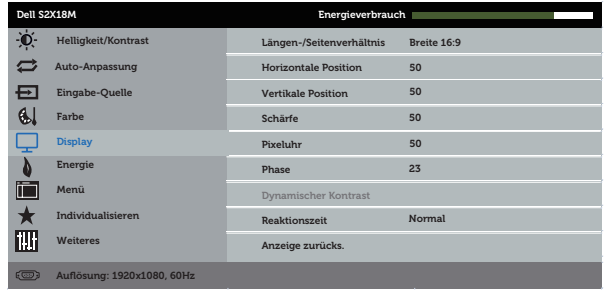 Dell S2X18M Energieverbrauch
Helligkeit/Kontrast
Auto-Anpassung
Eingabe-Quelle
Farbe
Display
Energie
Menü
Individualisieren
Weiteres
Längen-/Seitenverhältnis Breite 16:9
Horizontale Position 50
Vertikale Position 50
Schärfe 50
Pixeluhr 50
Phase 23
Dynamischer Kontrast
Reaktionszeit Normal
Anzeige zurücks.
Auflösung: 1920x1080, 60Hz